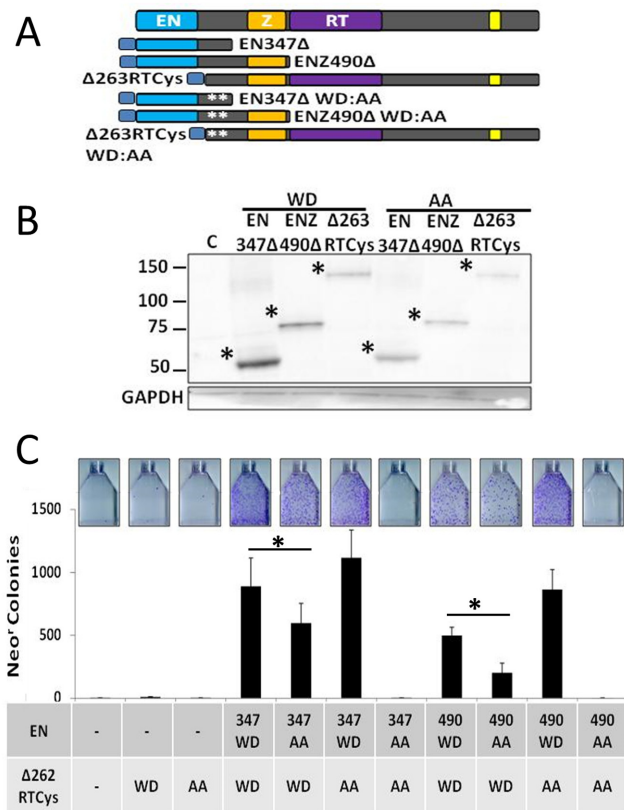 A
EN Z RT
EN347Δ
ENZ490Δ
Δ263RTCys
EN347Δ WD:AA
** ENZ490Δ WD:AA
**
Δ263RTCys **
WD:AA
B
WD AA
EN ENZ Δ263 EN ENZ Δ263
C 347Δ 490Δ RTCys 347Δ 490Δ RTCys
150
100
75
50
* * * * * *
GAPDH
C
1500
1000
500
0
Neoʳ Colonies
* *
EN - - - 347 WD 347 AA 347 WD 347 AA 490 WD 490 AA 490 WD 490 AA
Δ262 RTCys - WD AA WD WD AA AA WD WD AA AA